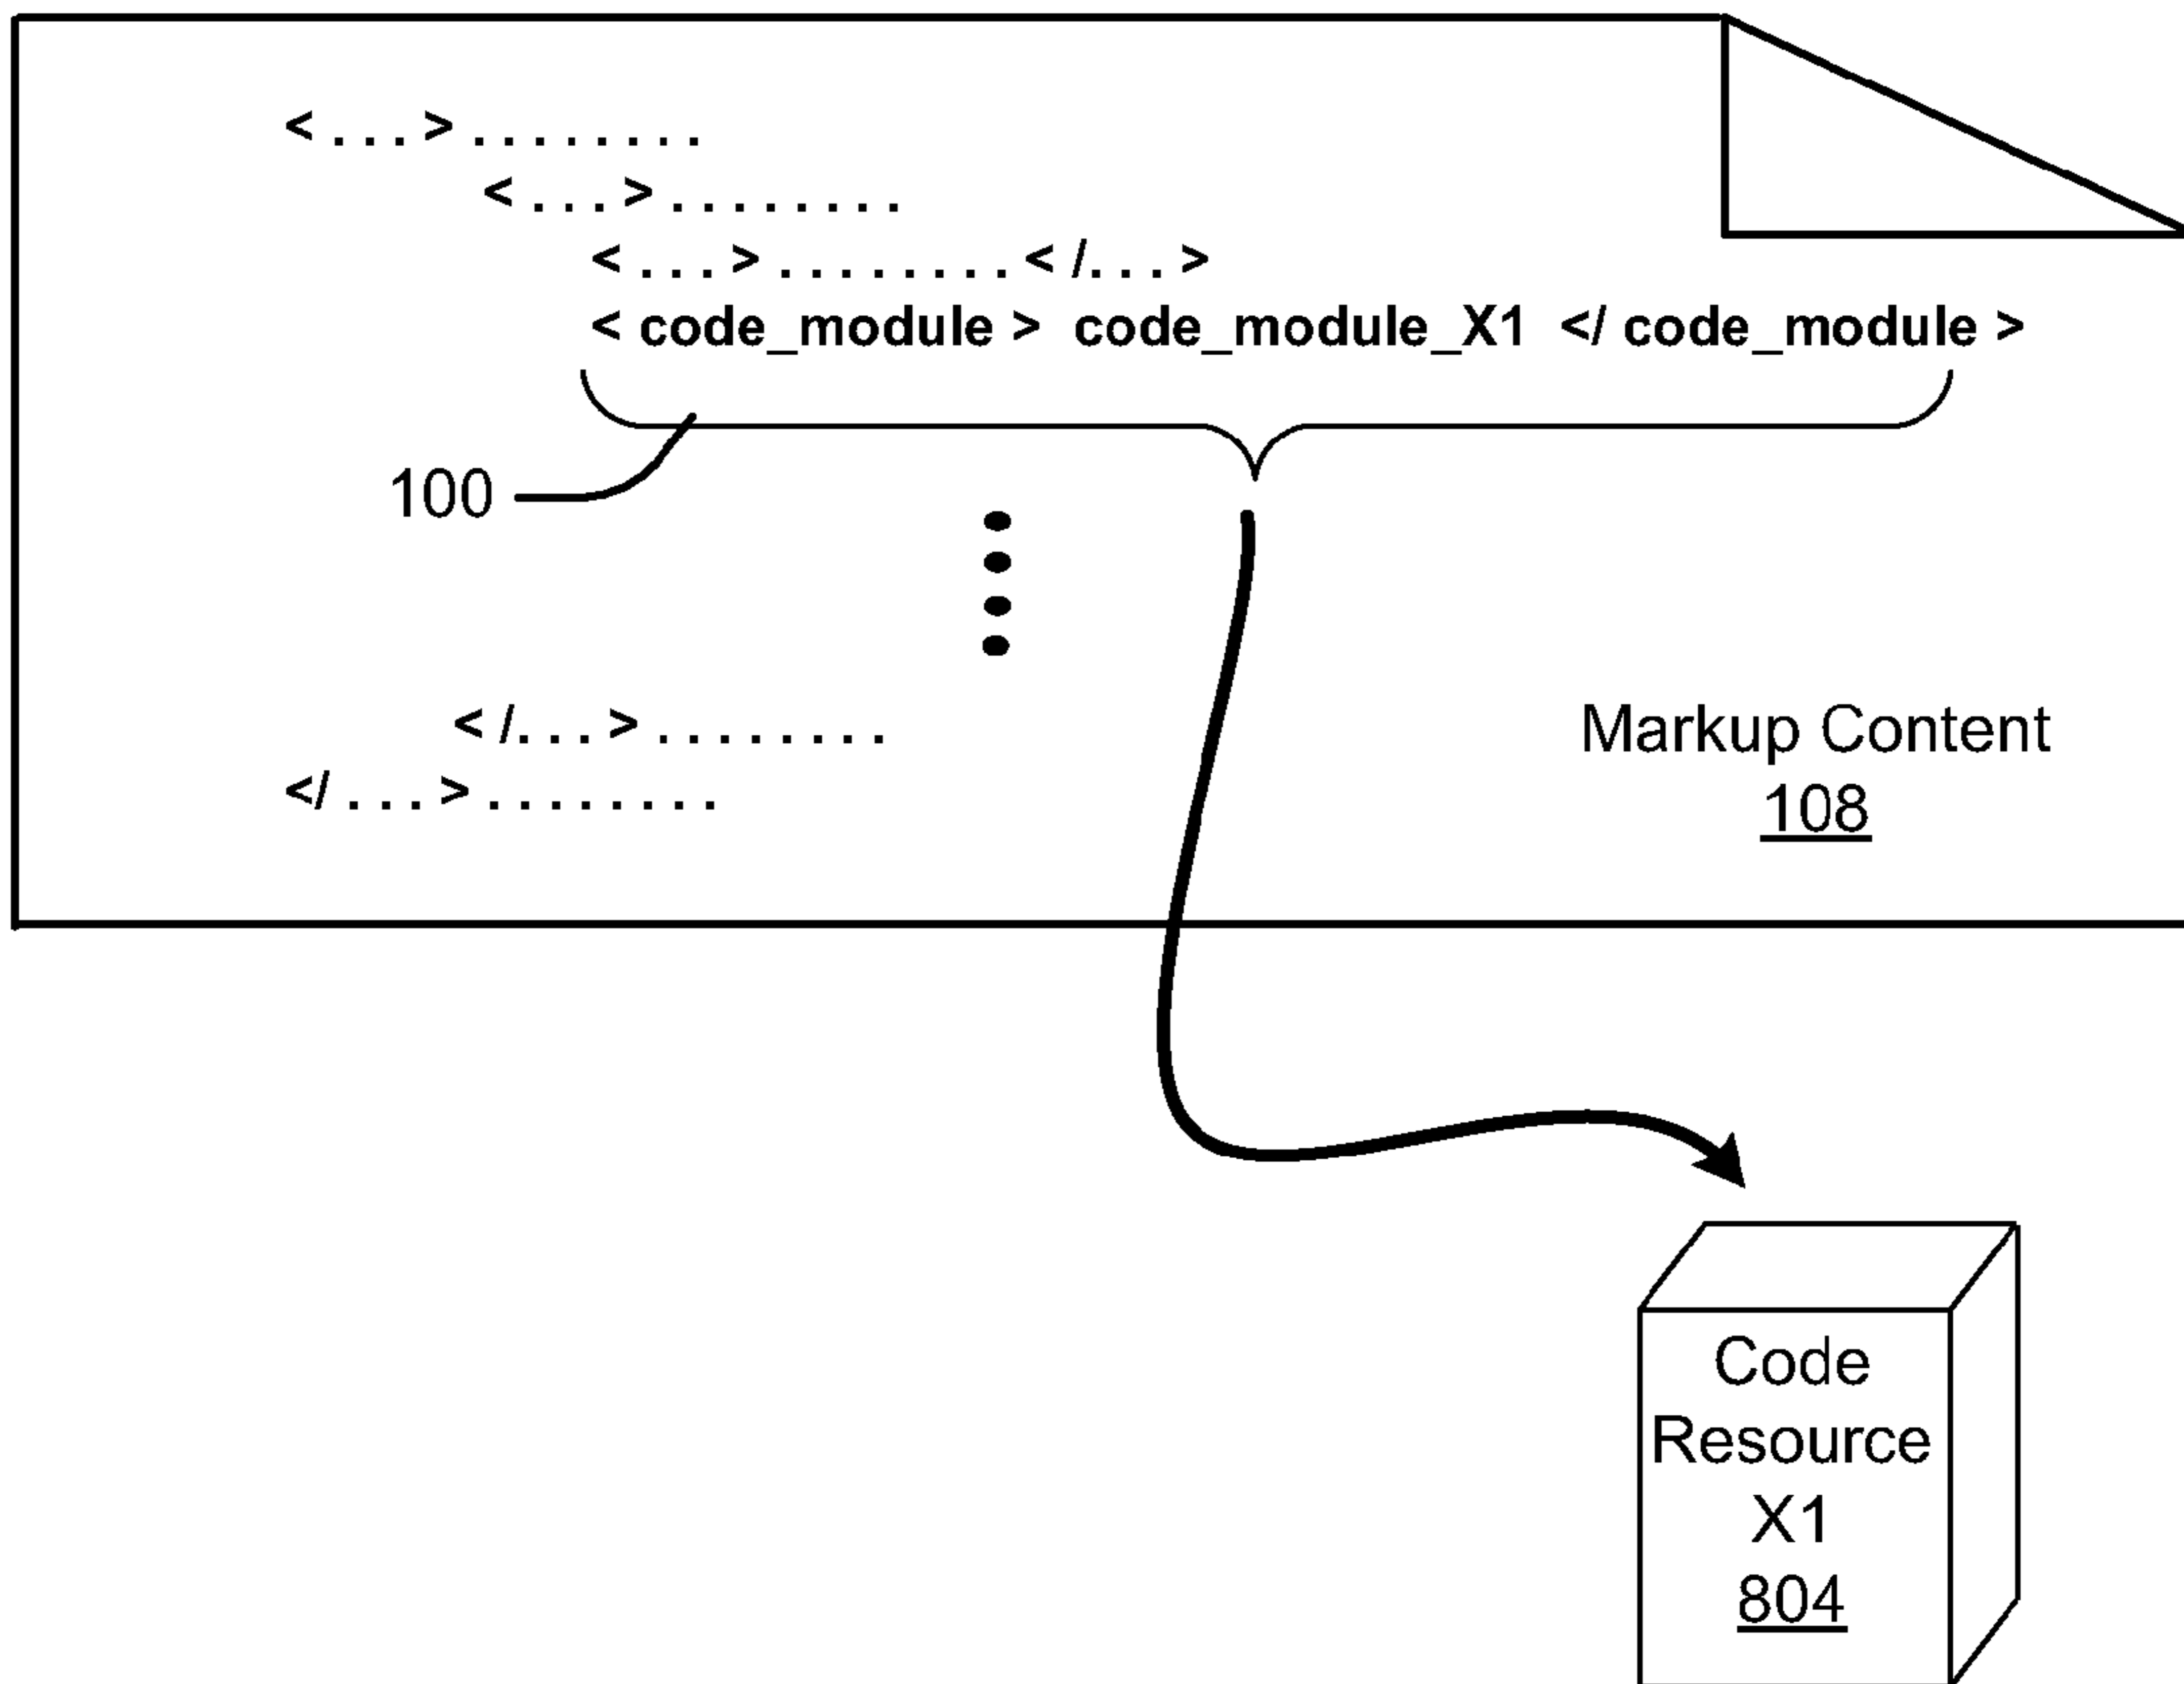 < . . . > . . . . . . . .
< . . . > . . . . . . . .
< . . . > . . . . . . . . < / . . . >
< code_module > code_module_X1 </ code_module >
100
< / . . . > . . . . . . . .
</ . . . > . . . . . . . .
Markup Content
108
Code
Resource
X1
804